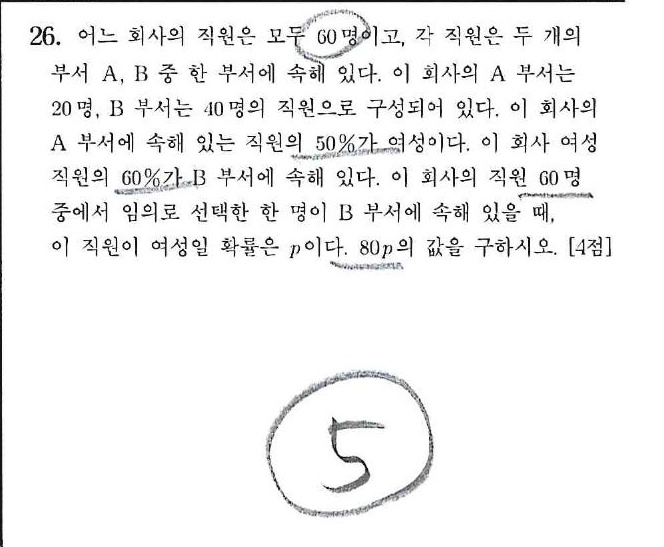 26. 어느 회사의 직원은 모두 60명이고, 각 직원은 두 개의
부서 A, B 중 한 부서에 속해 있다. 이 회사의 A 부서는
20명, B 부서는 40명의 직원으로 구성되어 있다. 이 회사의
A 부서에 속해 있는 직원의 50%가 여성이다. 이 회사 여성
직원의 60%가 B 부서에 속해 있다. 이 회사의 직원 60명
중에서 임의로 선택한 한 명이 B 부서에 속해 있을 때,
이 직원이 여성일 확률은 p이다. 80p의 값을 구하시오. [4점]
5